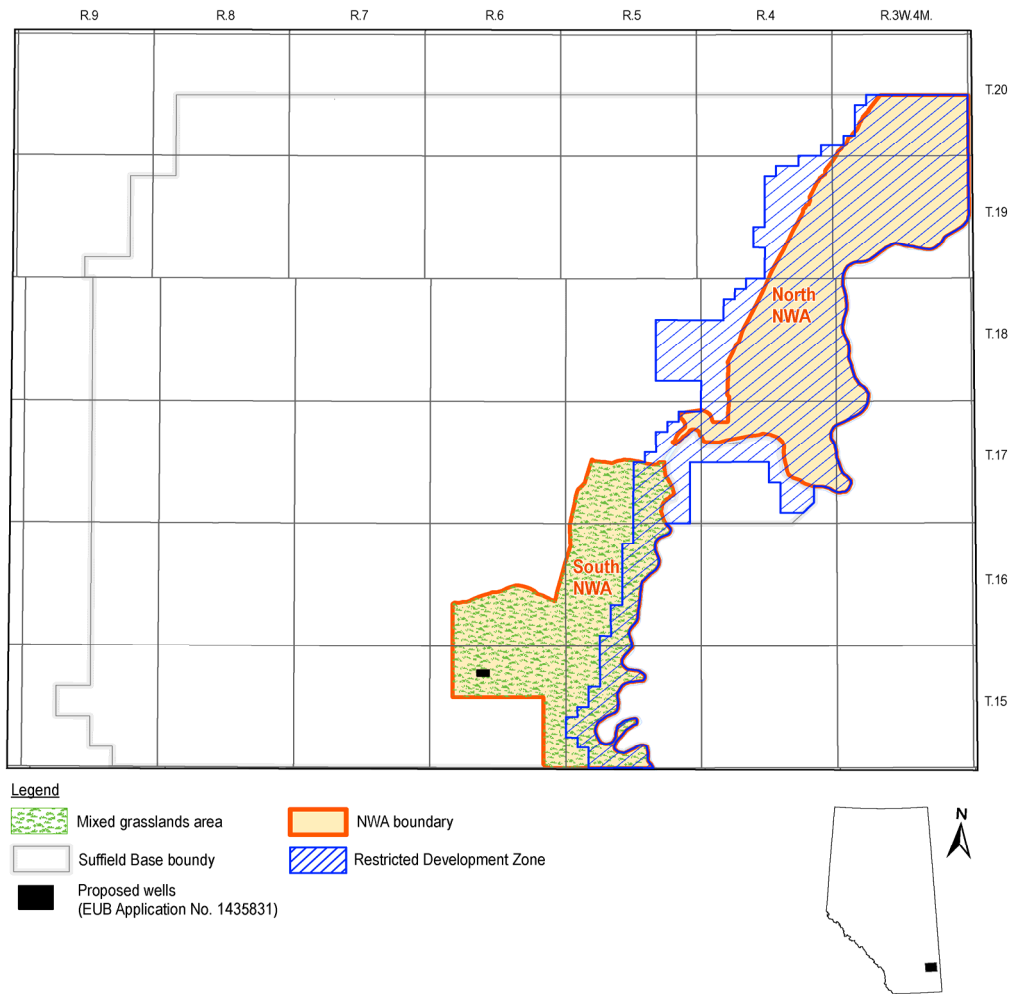 R.9 R.8 R.7 R.6 R.5 R.4 R.3W.4M.
T.20
T.19
North
NWA
T.18
T.17
South
NWA
T.16
T.15
Legend
Mixed grasslands area
NWA boundary
Suffield Base boundy
Restricted Development Zone
Proposed wells
(EUB Application No. 1435831)
N